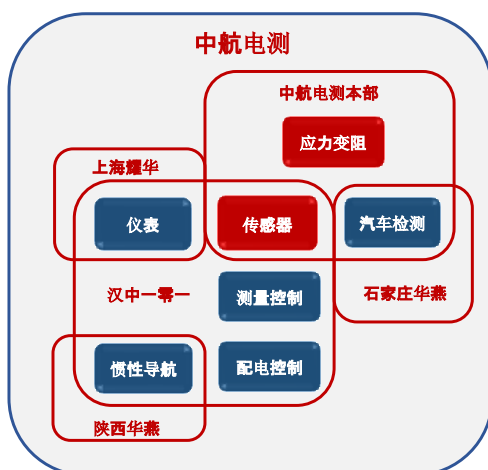 中航电测
中航电测本部
应力变阻
上海耀华
仪表
传感器
汽车检测
汉中一零一
测量控制
石家庄华燕
惯性导航
配电控制
陕西华燕